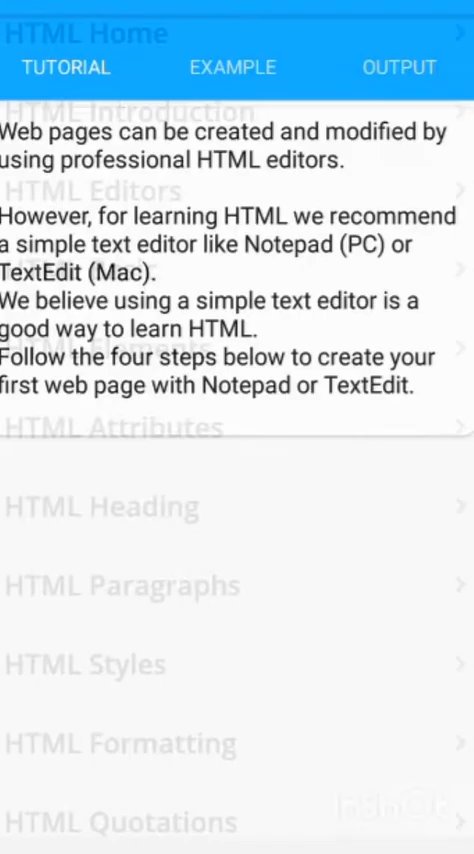 HTML Home
TUTORIAL EXAMPLE OUTPUT
HTML Introduction
Web pages can be created and modified by
using professional HTML editors.
HTML Editors
However, for learning HTML we recommend
a simple text editor like Notepad (PC) or
TextEdit (Mac).
We believe using a simple text editor is a
good way to learn HTML.
HTML Elements
Follow the four steps below to create your
first web page with Notepad or TextEdit.
HTML Attributes
HTML Heading
HTML Paragraphs
HTML Styles
HTML Formatting
HTML Quotations